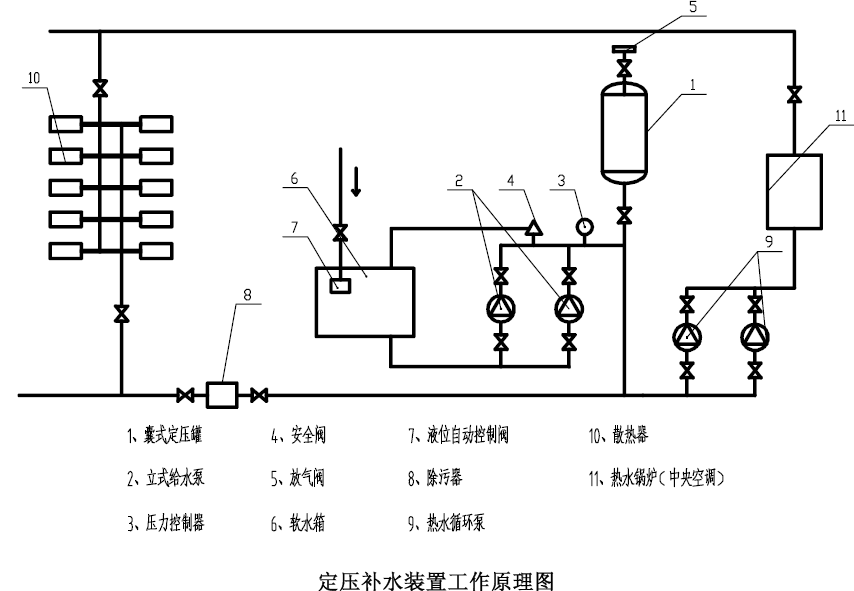 5
10
1
11
6
2
4
3
7
9
8
1、囊式定压罐 4、安全阀 7、液位自动控制阀 10、散热器
2、立式给水泵 5、放气阀 8、除污器 11、热水锅炉(中央空调)
3、压力控制器 6、软水箱 9、热水循环泵
定压补水装置工作原理图